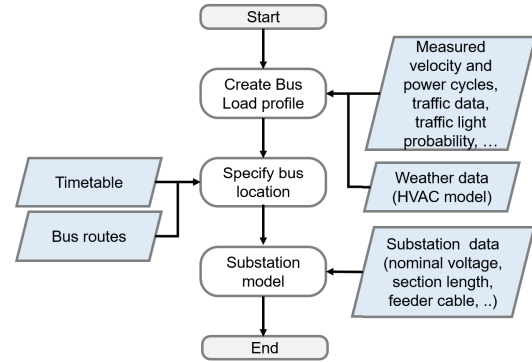 Start
Create Bus
Load profile
Measured
velocity and
power cycles,
traffic data,
traffic light
probability, ...
Weather data
(HVAC model)
Timetable
Bus routes
Specify bus
location
Substation
model
Substation data
(nominal voltage,
section length,
feeder cable, ..)
End